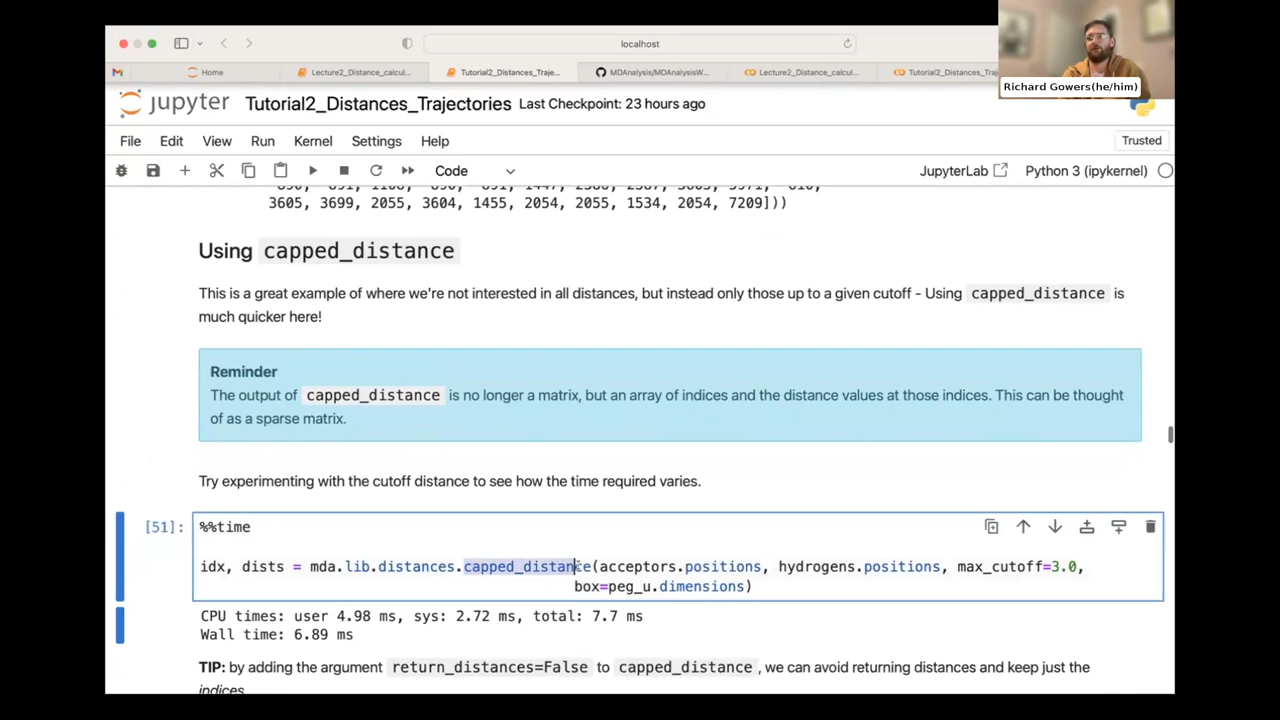 localhost
Richard Gowers(he/him)
Home
Lecture2_Distance_calcul...
Tutorial2_Distances_Traje...
MDAnalysis/MDAnalysisW...
Lecture2_Distance_calcul...
Tutorial2_Distances_Tra
jupyter Tutorial2_Distances_Trajectories Last Checkpoint: 23 hours ago
File Edit View Run Kernel Settings Help
Trusted
Code
JupyterLab
Python 3 (ipykernel)
3605, 3699, 2055, 3604, 1455, 2054, 2055, 1534, 2054, 7209]))
Using capped_distance
This is a great example of where we're not interested in all distances, but instead only those up to a given cutoff - Using capped_distance is
much quicker here!
Reminder
The output of capped_distance is no longer a matrix, but an array of indices and the distance values at those indices. This can be thought
of as a sparse matrix.
Try experimenting with the cutoff distance to see how the time required varies.
[51]: %%time
idx, dists = mda.lib.distances.capped_distance(acceptors.positions, hydrogens.positions, max_cutoff=3.0,
box=peg_u.dimensions)
CPU times: user 4.98 ms, sys: 2.72 ms, total: 7.7 ms
Wall time: 6.89 ms
TIP: by adding the argument return_distances=False to capped_distance, we can avoid returning distances and keep just the
indices.